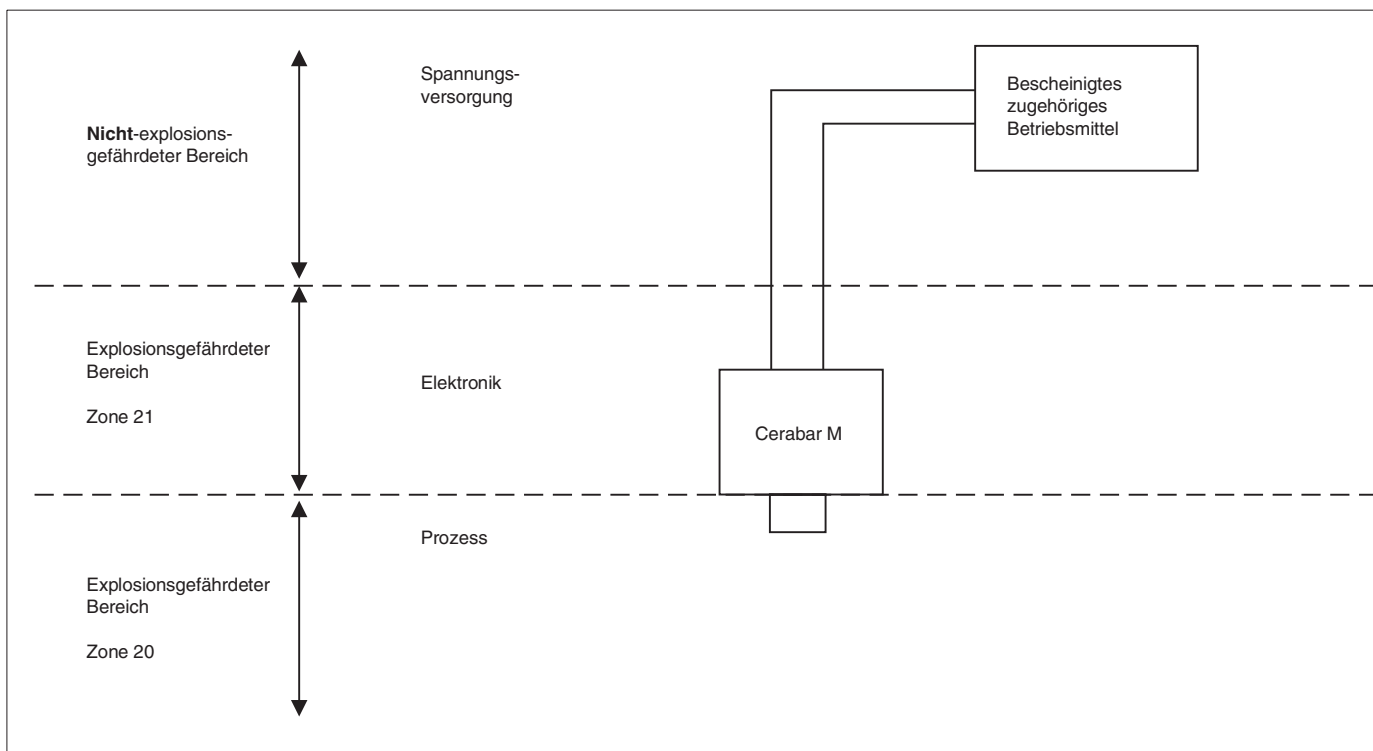 Spannungs-
versorgung
Bescheinigtes
zugehöriges
Betriebsmittel
Nicht-explosions-
gefährdeter Bereich
Explosionsgefährdeter
Bereich
Zone 21
Elektronik
Cerabar M
Prozess
Explosionsgefährdeter
Bereich
Zone 20